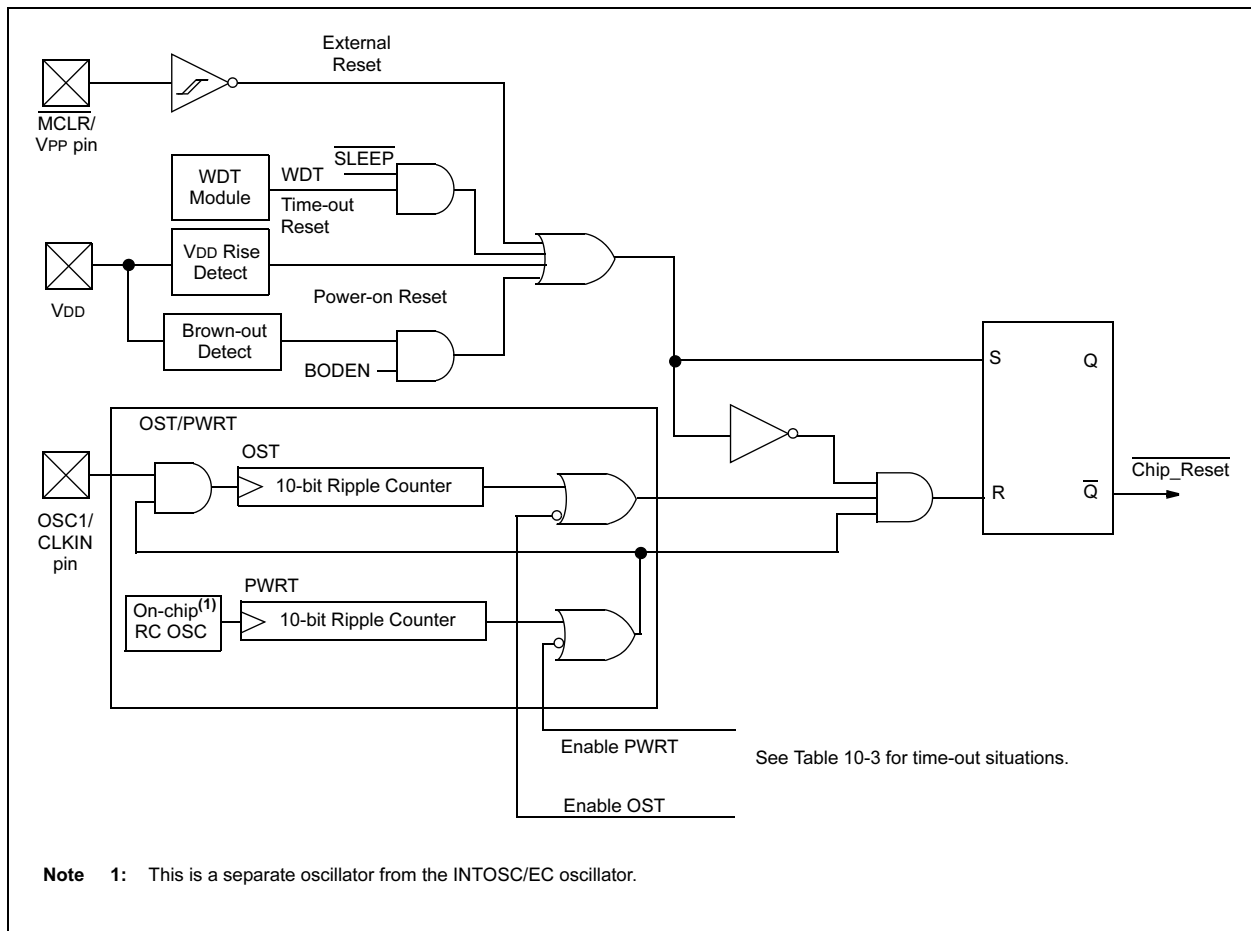 External
Reset
MCLR/
VPP pin
SLEEP
WDT
Module
WDT
Time-out
Reset
VDD Rise
Detect
VDD
Power-on Reset
Brown-out
Detect
BODEN
S
Q
OST/PWRT
OST
10-bit Ripple Counter
Chip_Reset
R
Q
OSC1/
CLKIN
pin
PWRT
On-chip(1)
RC OSC
10-bit Ripple Counter
Enable PWRT
See Table 10-3 for time-out situations.
Enable OST
Note 1: This is a separate oscillator from the INTOSC/EC oscillator.